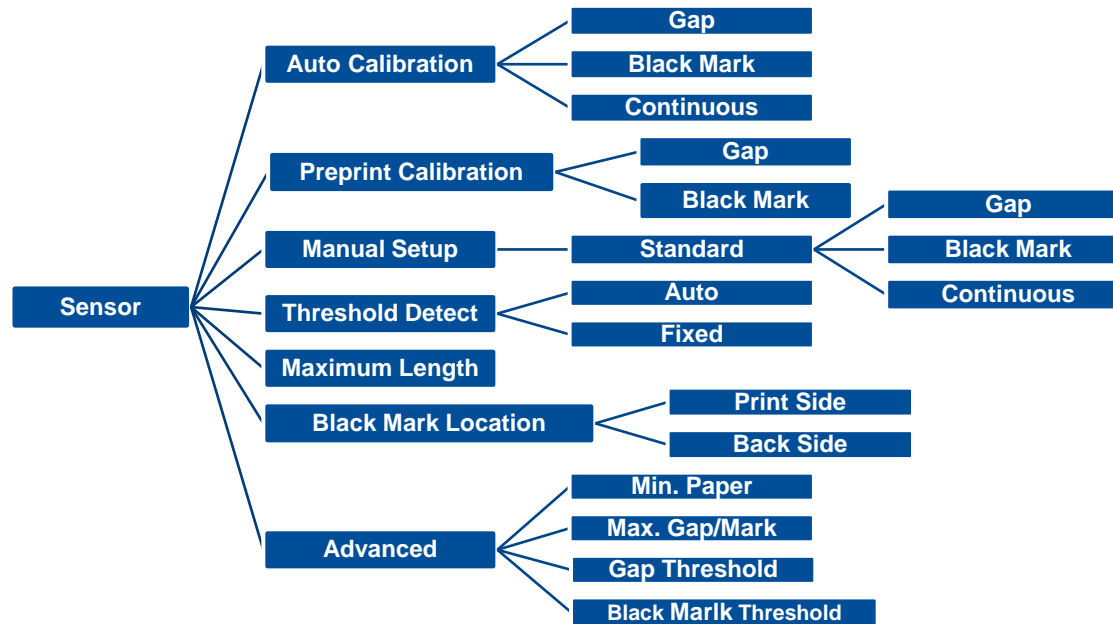 Sensor
Auto Calibration
Gap
Black Mark
Continuous
Preprint Calibration
Gap
Black Mark
Manual Setup
Standard
Gap
Black Mark
Continuous
Threshold Detect
Auto
Fixed
Maximum Length
Black Mark Location
Print Side
Back Side
Advanced
Min. Paper
Max. Gap/Mark
Gap Threshold
Black Marlk Threshold